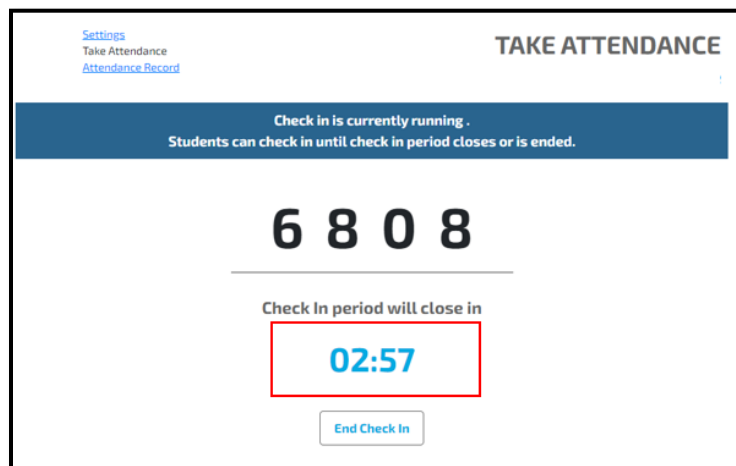 Settings
Take Attendance
Attendance Record
TAKE ATTENDANCE
Check in is currently running .
Students can check in until check in period closes or is ended.
6 8 0 8
Check In period will close in
02:57
End Check In